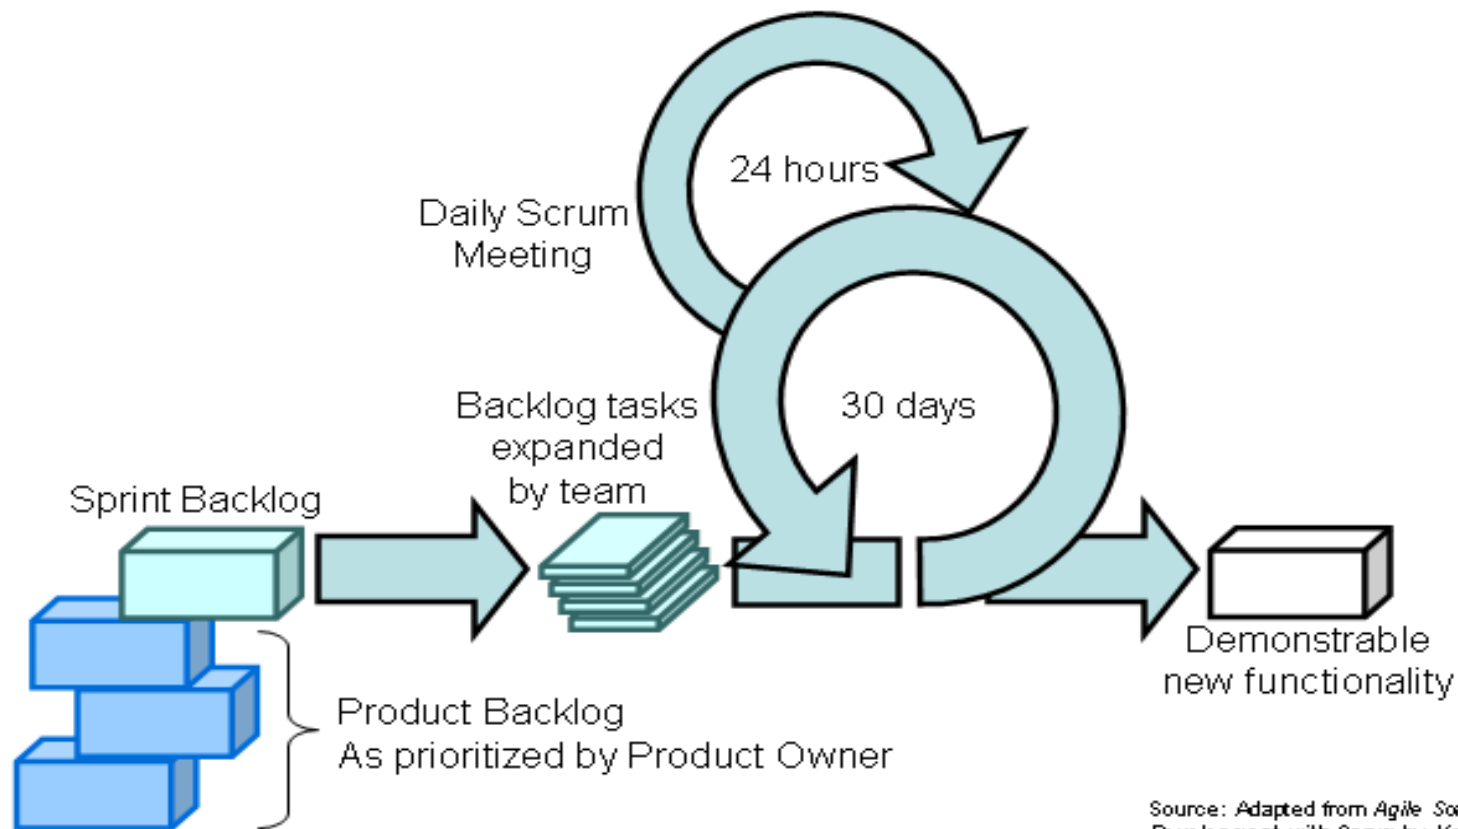 24 hours
Daily Scrum
Meeting
30 days
Backlog tasks
expanded
by team
Sprint Backlog
Demonstrable
new functionality
Product Backlog
As prioritized by Product Owner
Source: Adapted from Agile